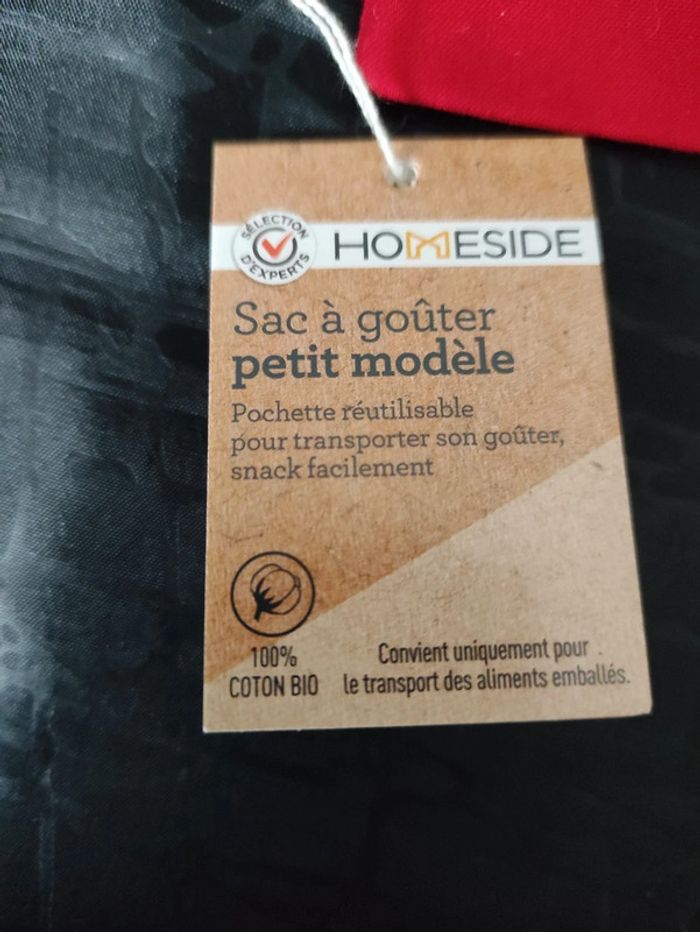 SÉLECTION
D'EXPERTS
HOMESIDE
Sac à goûter
petit modèle
Pochette réutilisable
pour transporter son goûter,
snack facilement
100%
COTON BIO
Convient uniquement pour
le transport des aliments emballés.